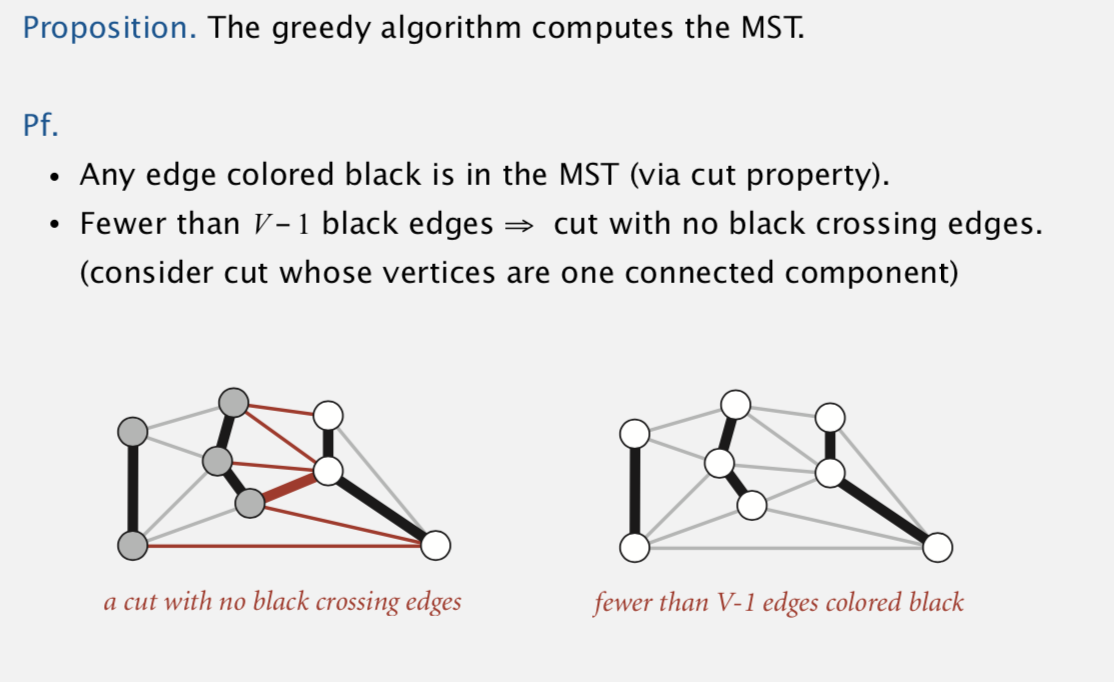 Proposition. The greedy algorithm computes the MST.
Pf.
• Any edge colored black is in the MST (via cut property).
• Fewer than V – 1 black edges ⇒ cut with no black crossing edges.
(consider cut whose vertices are one connected component)
a cut with no black crossing edges
fewer than V-1 edges colored black